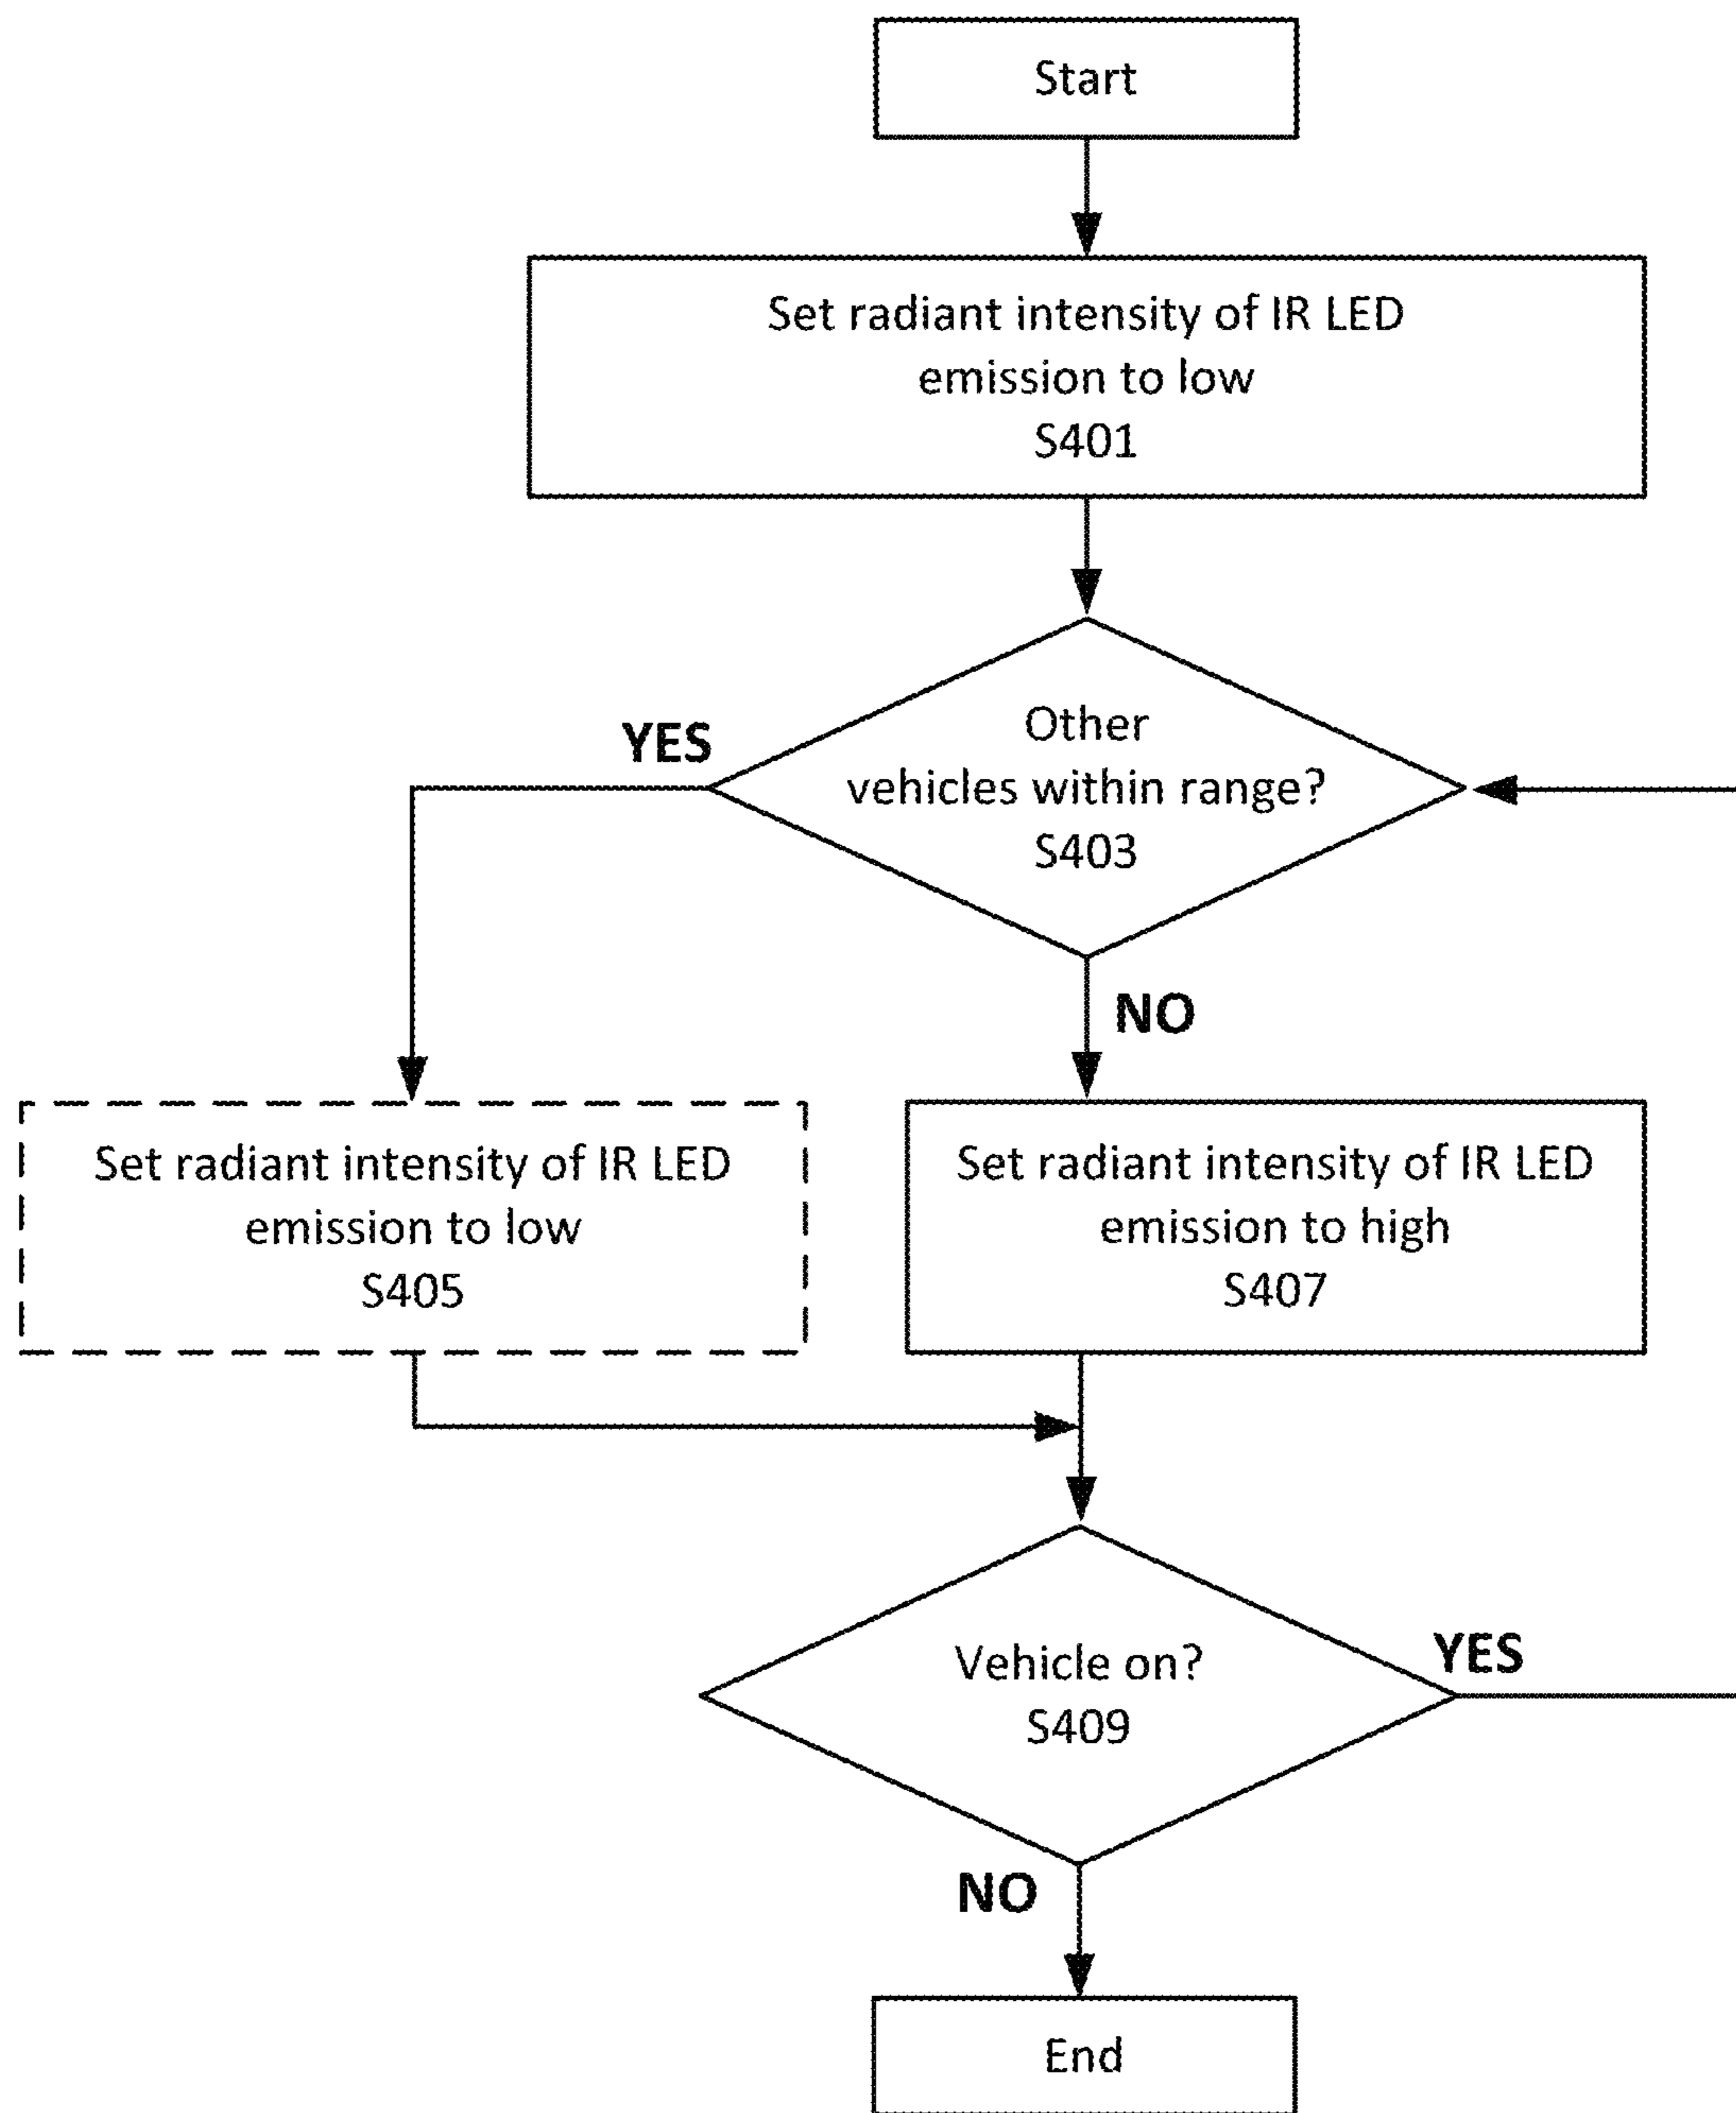 Start
Set radiant intensity of IR LED
emission to low
S401
Other
vehicles within range?
S403
YES
NO
Set radiant intensity of IR LED
emission to low
S405
Set radiant intensity of IR LED
emission to high
S407
Vehicle on?
S409
YES
NO
End